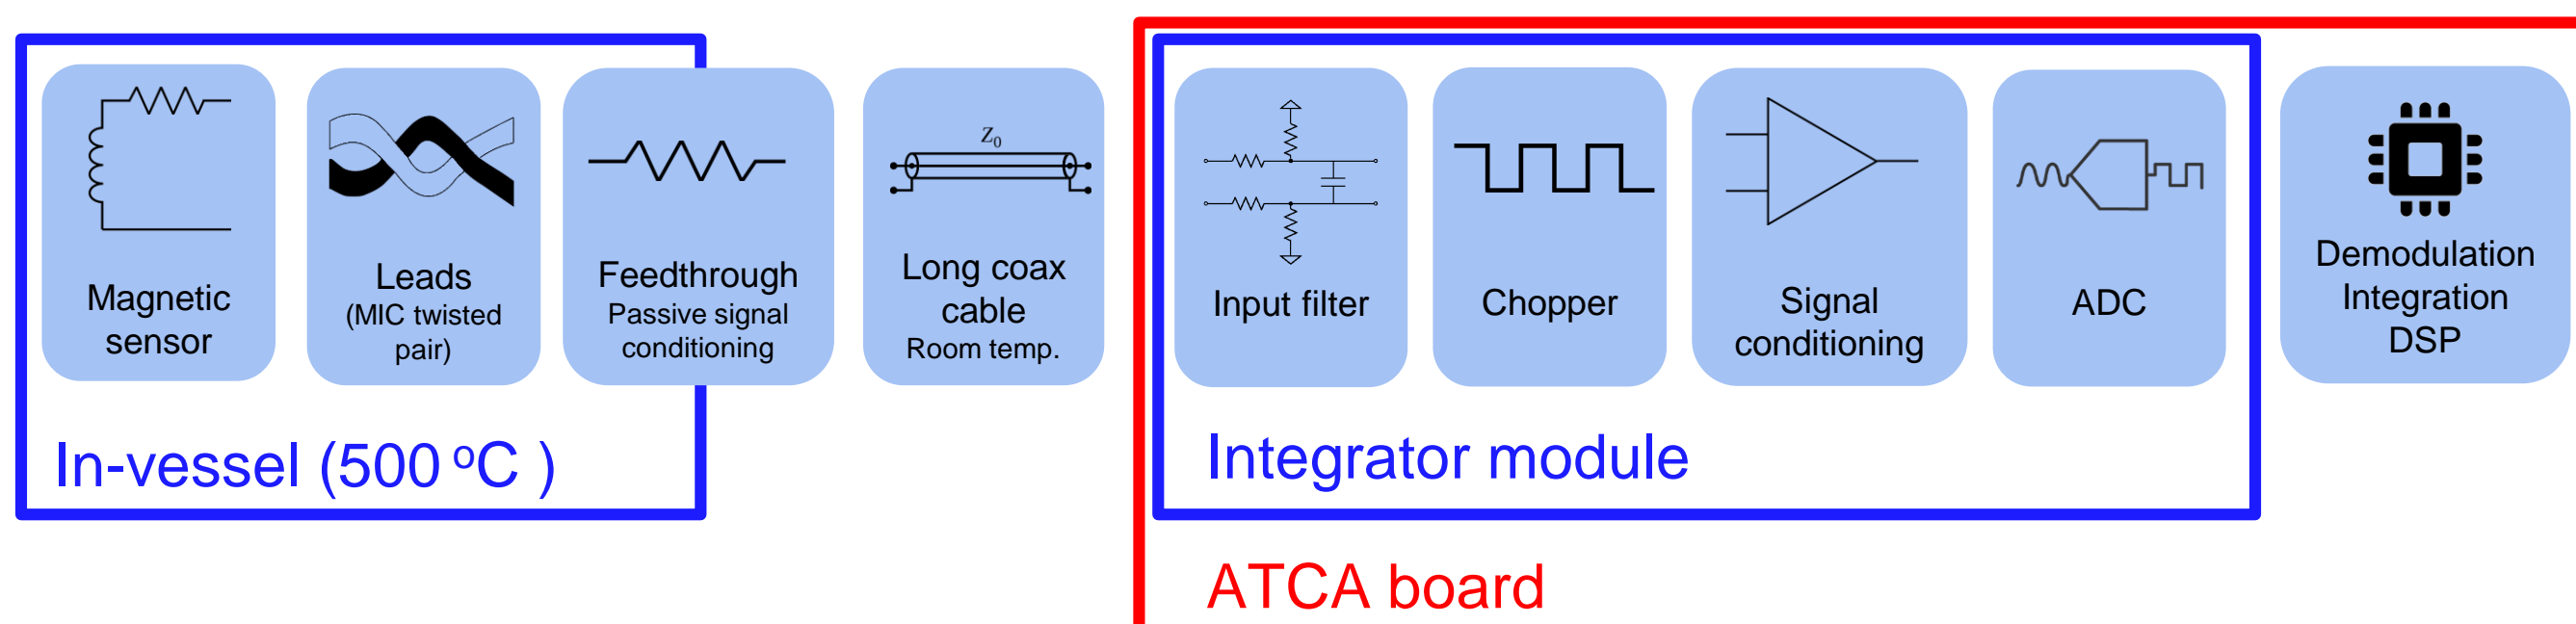 Magnetic
sensor
Leads
(MIC twisted
pair)
Feedthrough
Passive signal
conditioning
Z₀
Long coax
cable
Room temp.
Input filter
Chopper
Signal
conditioning
ADC
Demodulation
Integration
DSP
In-vessel (500 ºC )
Integrator module
ATCA board